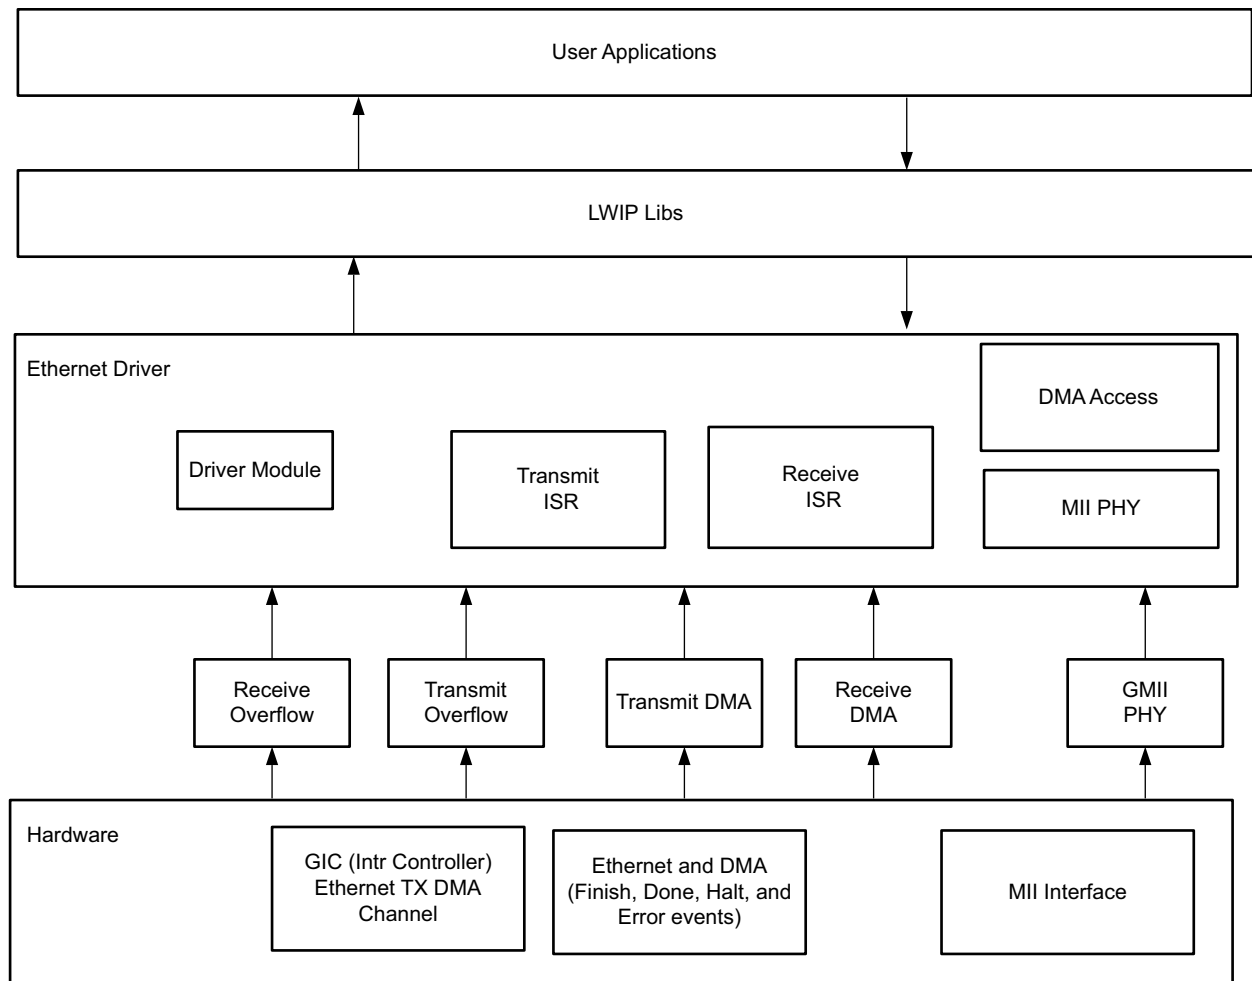 User Applications
LWIP Libs
Ethernet Driver
DMA Access
Driver Module
Transmit
ISR
Receive
ISR
MII PHY
Receive
Overflow
Transmit
Overflow
Transmit DMA
Receive
DMA
GMII
PHY
Hardware
GIC (Intr Controller)
Ethernet TX DMA
Channel
Ethernet and DMA
(Finish, Done, Halt, and
Error events)
MII Interface